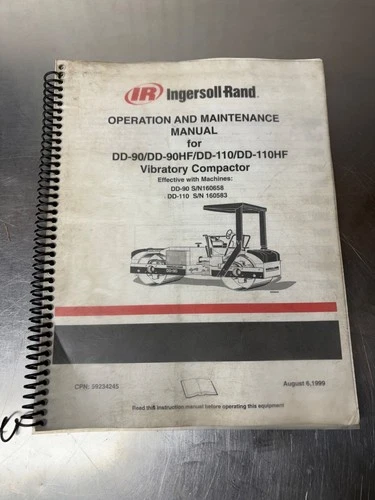 IR Ingersoll-Rand
OPERATION AND MAINTENANCE
MANUAL
for
DD-90/DD-90HF/DD-110/DD-110HF
Vibratory Compactor
Effective with Machines:
DD-90 S/N160658
DD-110 S/N 160583
CPN: 59234245
August 6,1999
Read this instruction manual before operating this equipment